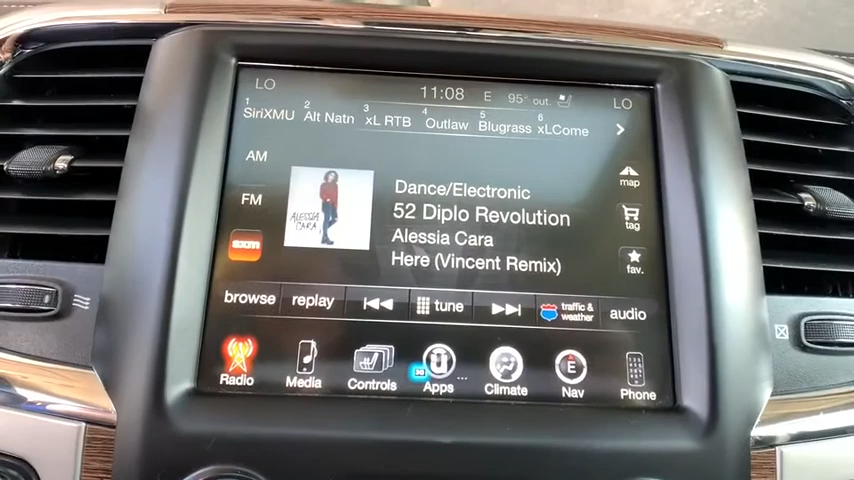 LO 11:08 E 95° out. LO
1 SiriXMU 2 Alt Natn 3 xL RTB 4 Outlaw 5 Blugrass 6 xLCome
AM
FM
sxm
ALESSIA CARA
Dance/Electronic
52 Diplo Revolution
Alessia Cara
Here (Vincent Remix)
map
tag
fav.
browse replay tune traffic & weather audio
Radio Media Controls 3G Apps Climate E Nav Phone